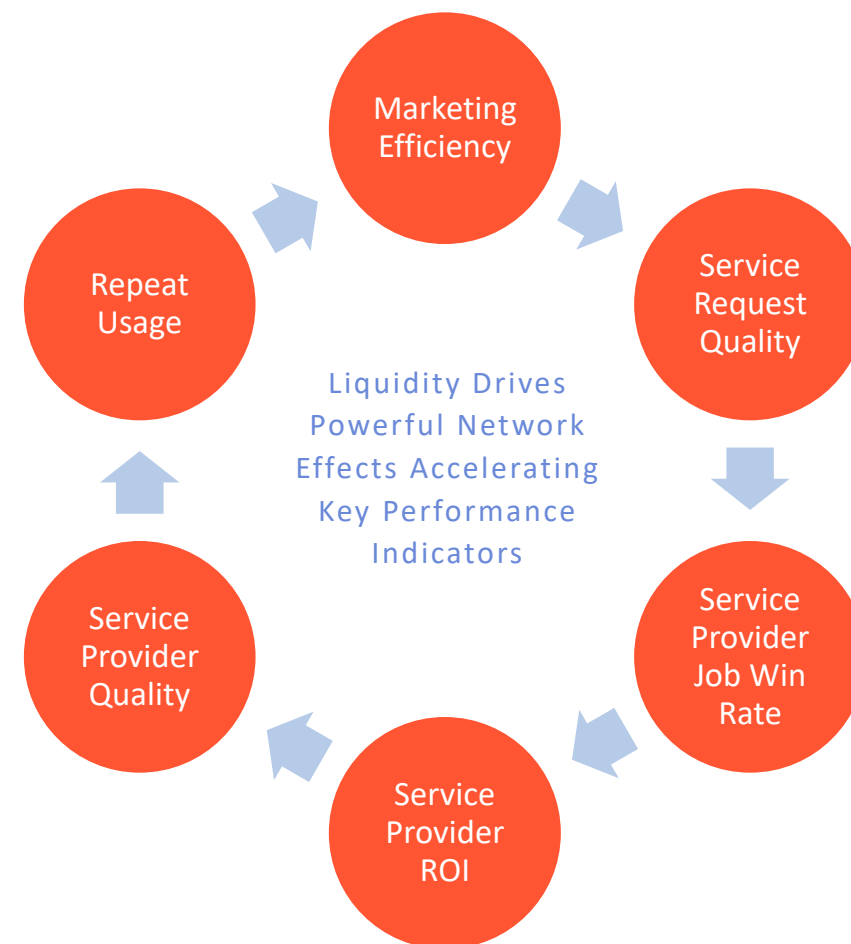 Marketing
Efficiency
Service
Request
Quality
Service
Provider
Job Win
Rate
Service
Provider
ROI
Service
Provider
Quality
Repeat
Usage
Liquidity Drives
Powerful Network
Effects Accelerating
Key Performance
Indicators